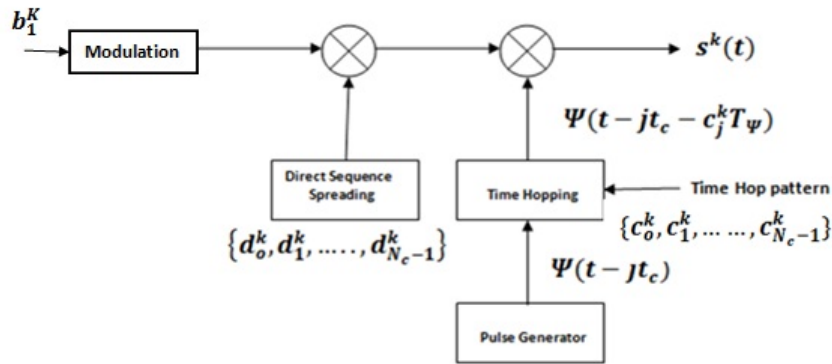 b_1^K
Modulation
s^k(t)
Ψ(t − jt_c − c_j^k T_Ψ)
Direct Sequence
Spreading
Time Hopping
Time Hop pattern
{d_o^k, d_1^k, ....., d_{N_c−1}^k}
{c_o^k, c_1^k, ... ..., c_{N_c−1}^k}
Ψ(t − ȷt_c)
Pulse Generator